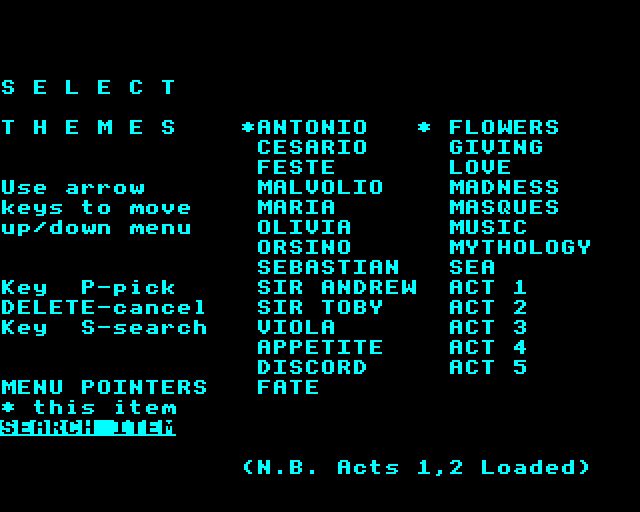 S E L E C T
T H E M E S *ANTONIO * FLOWERS
CESARIO GIVING
FESTE LOVE
Use arrow MALVOLIO MADNESS
keys to move MARIA MASQUES
up/down menu OLIVIA MUSIC
ORSINO MYTHOLOGY
SEBASTIAN SEA
Key P-pick SIR ANDREW ACT 1
DELETE-cancel SIR TOBY ACT 2
Key S-search VIOLA ACT 3
APPETITE ACT 4
DISCORD ACT 5
MENU POINTERS FATE
* this item
SEARCH ITEM
(N.B. Acts 1,2 Loaded)